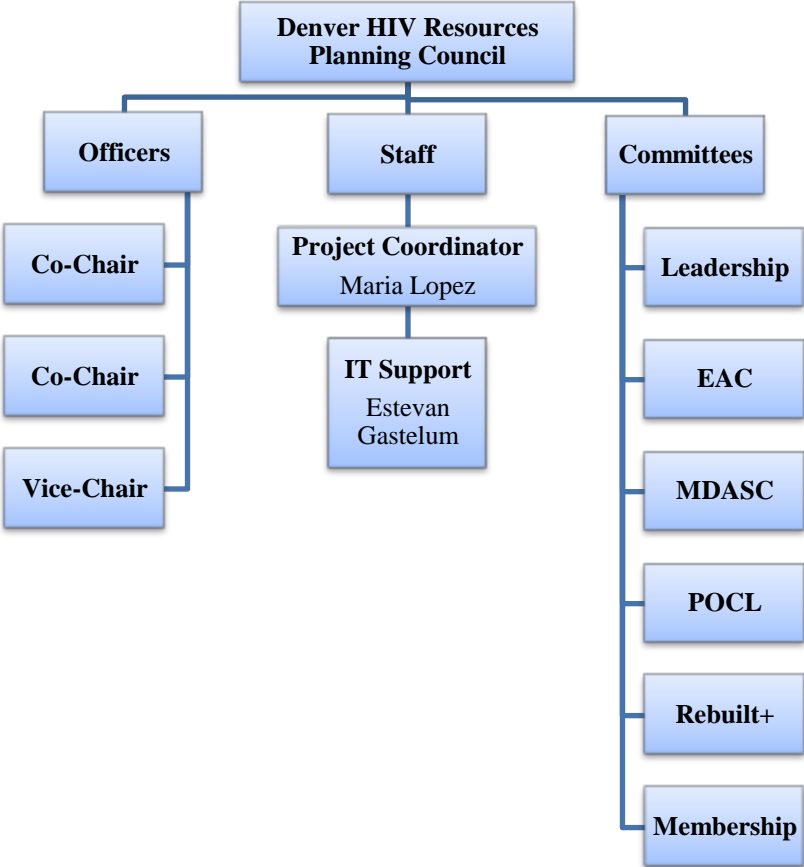 Denver HIV Resources
Planning Council
Officers
Staff
Committees
Co-Chair
Co-Chair
Vice-Chair
Project Coordinator
Maria Lopez
IT Support
Estevan
Gastelum
Leadership
EAC
MDASC
POCL
Rebuilt+
Membership